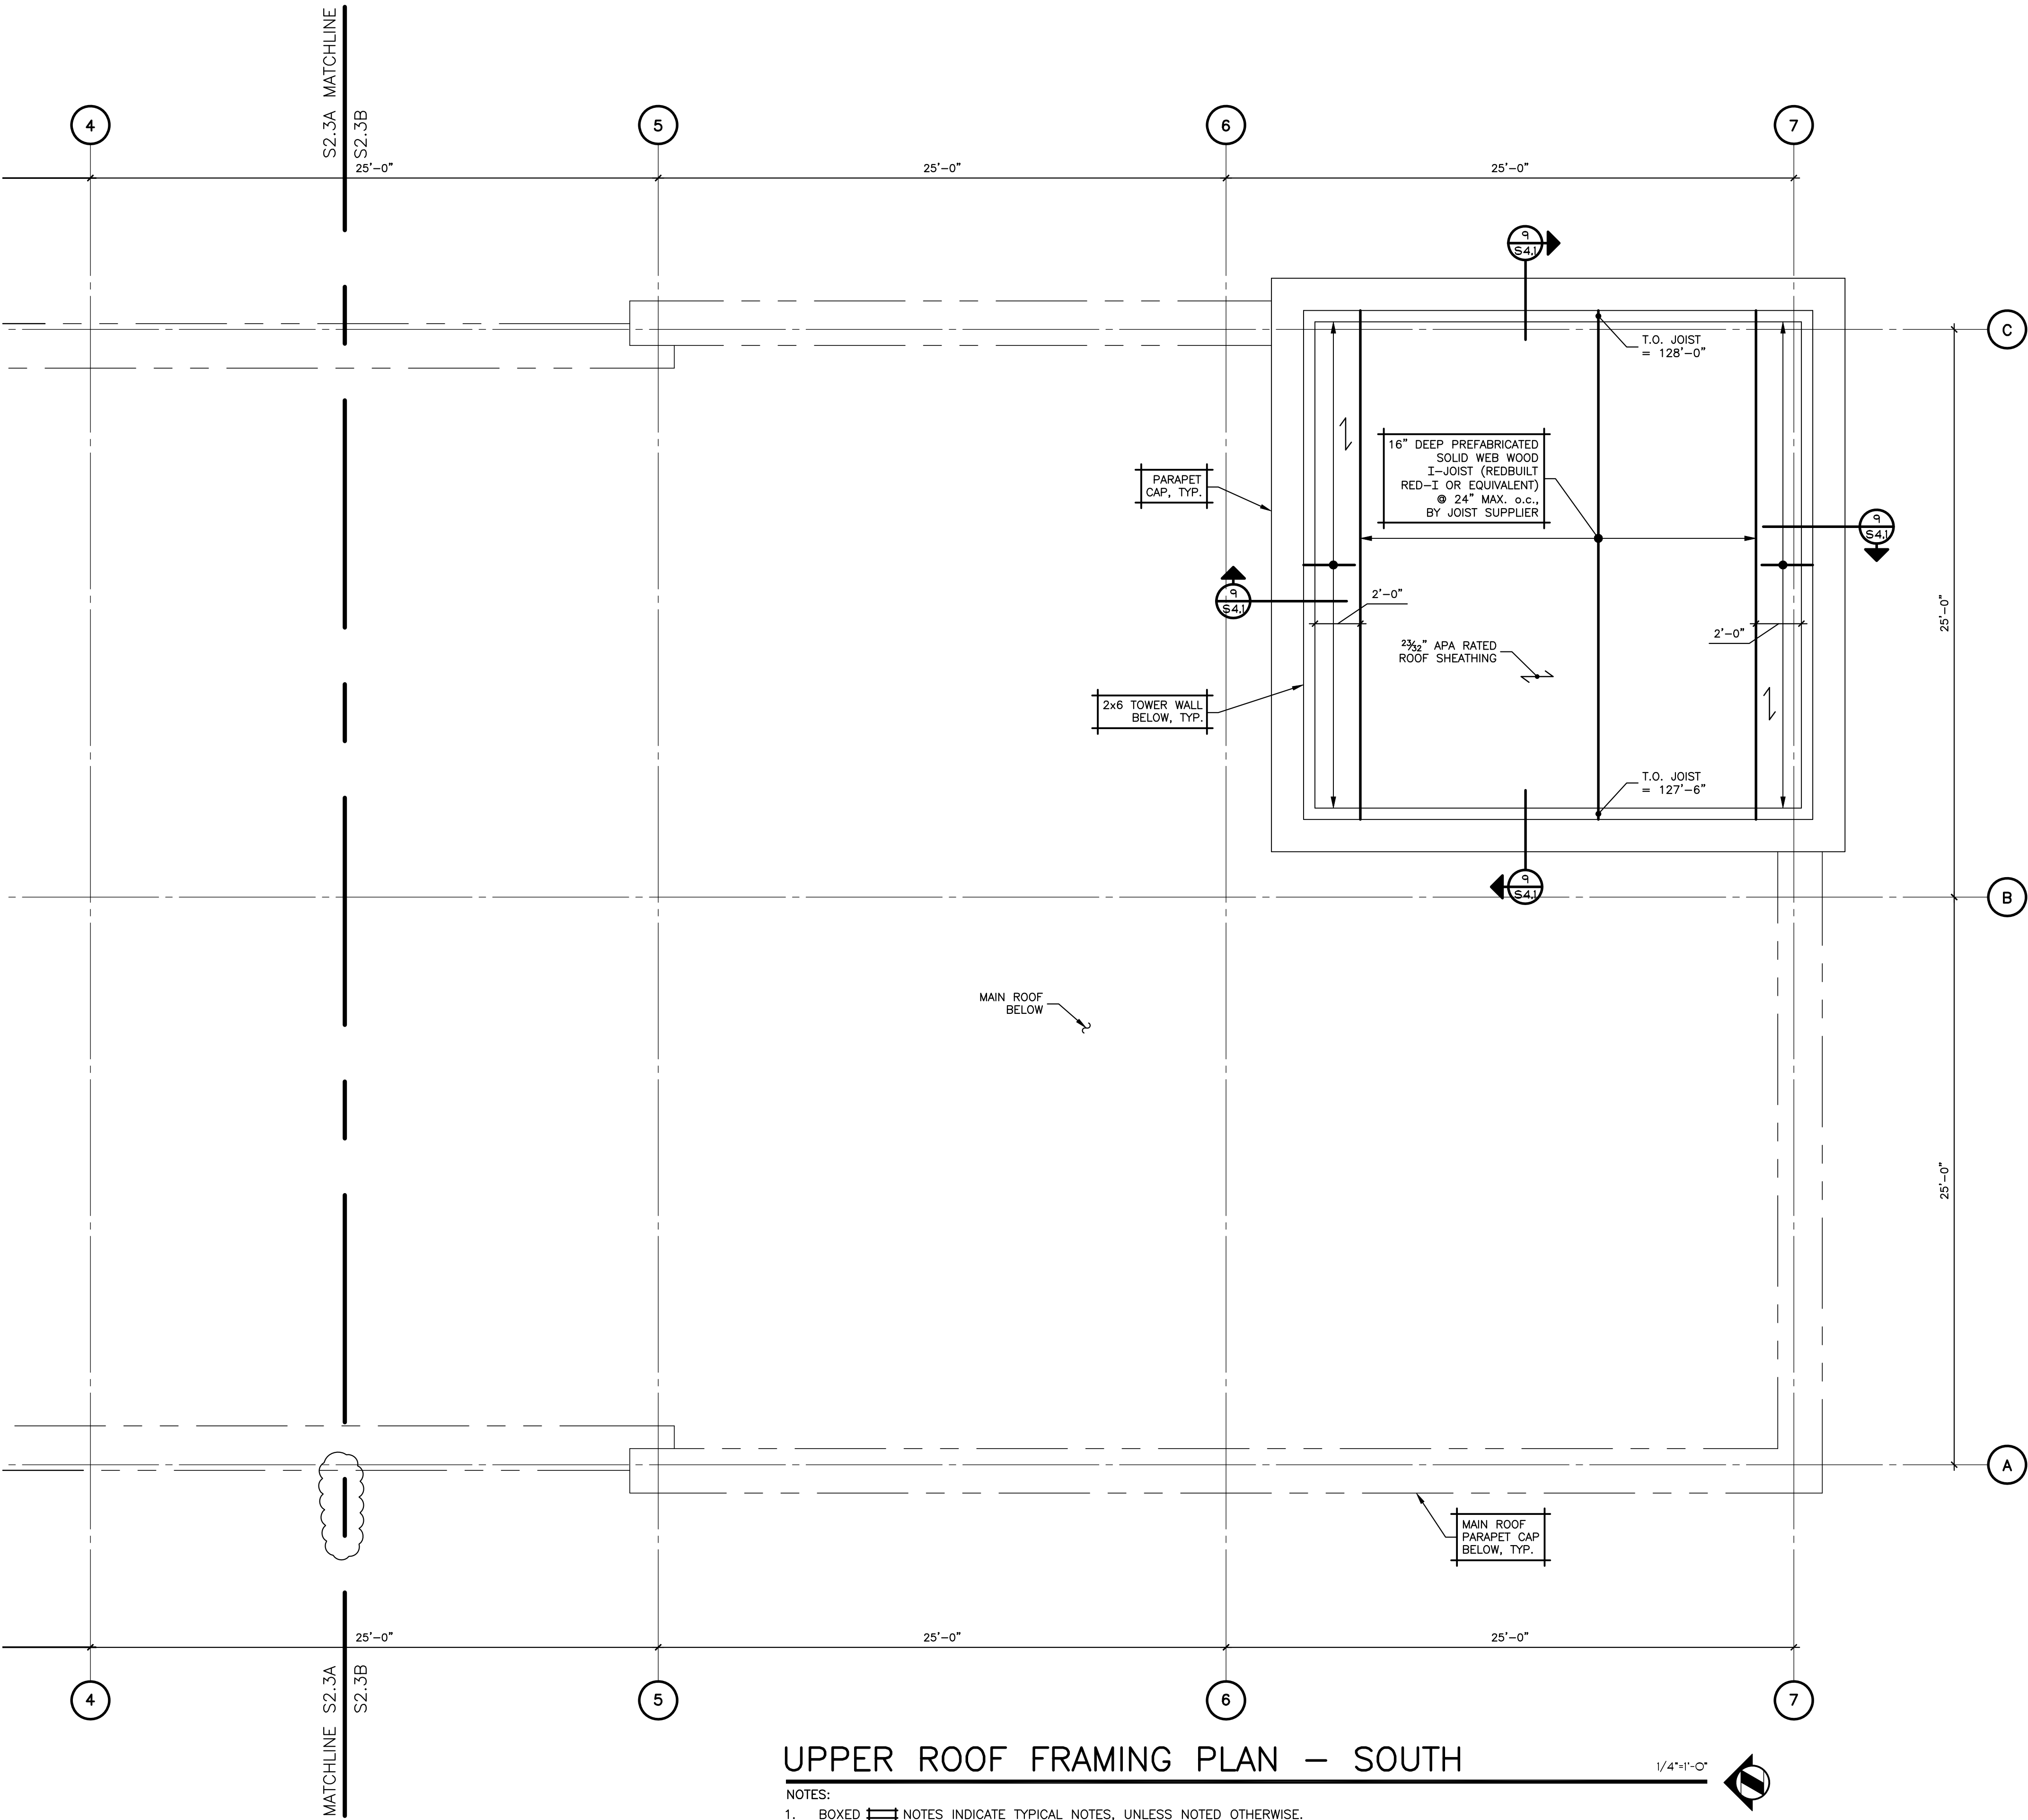 S2.3A MATCHLINE
S2.3B
4
5
6
7
25'-0"
25'-0"
25'-0"
9
S4.1
C
T.O. JOIST
= 128'-0"
16" DEEP PREFABRICATED
SOLID WEB WOOD
I-JOIST (REDBUILT
RED-I OR EQUIVALENT)
@ 24" MAX. o.c.,
BY JOIST SUPPLIER
PARAPET
CAP, TYP.
9
S4.1
9
S4.1
2'-0"
2'-0"
25'-0"
23/32" APA RATED
ROOF SHEATHING
2x6 TOWER WALL
BELOW, TYP.
T.O. JOIST
= 127'-6"
9
S4.1
B
MAIN ROOF
BELOW
25'-0"
A
MAIN ROOF
PARAPET CAP
BELOW, TYP.
25'-0"
25'-0"
25'-0"
MATCHLINE S2.3A
S2.3B
4
5
6
7
UPPER ROOF FRAMING PLAN - SOUTH
1/4"=1'-0"
NOTES:
1. BOXED NOTES INDICATE TYPICAL NOTES, UNLESS NOTED OTHERWISE.